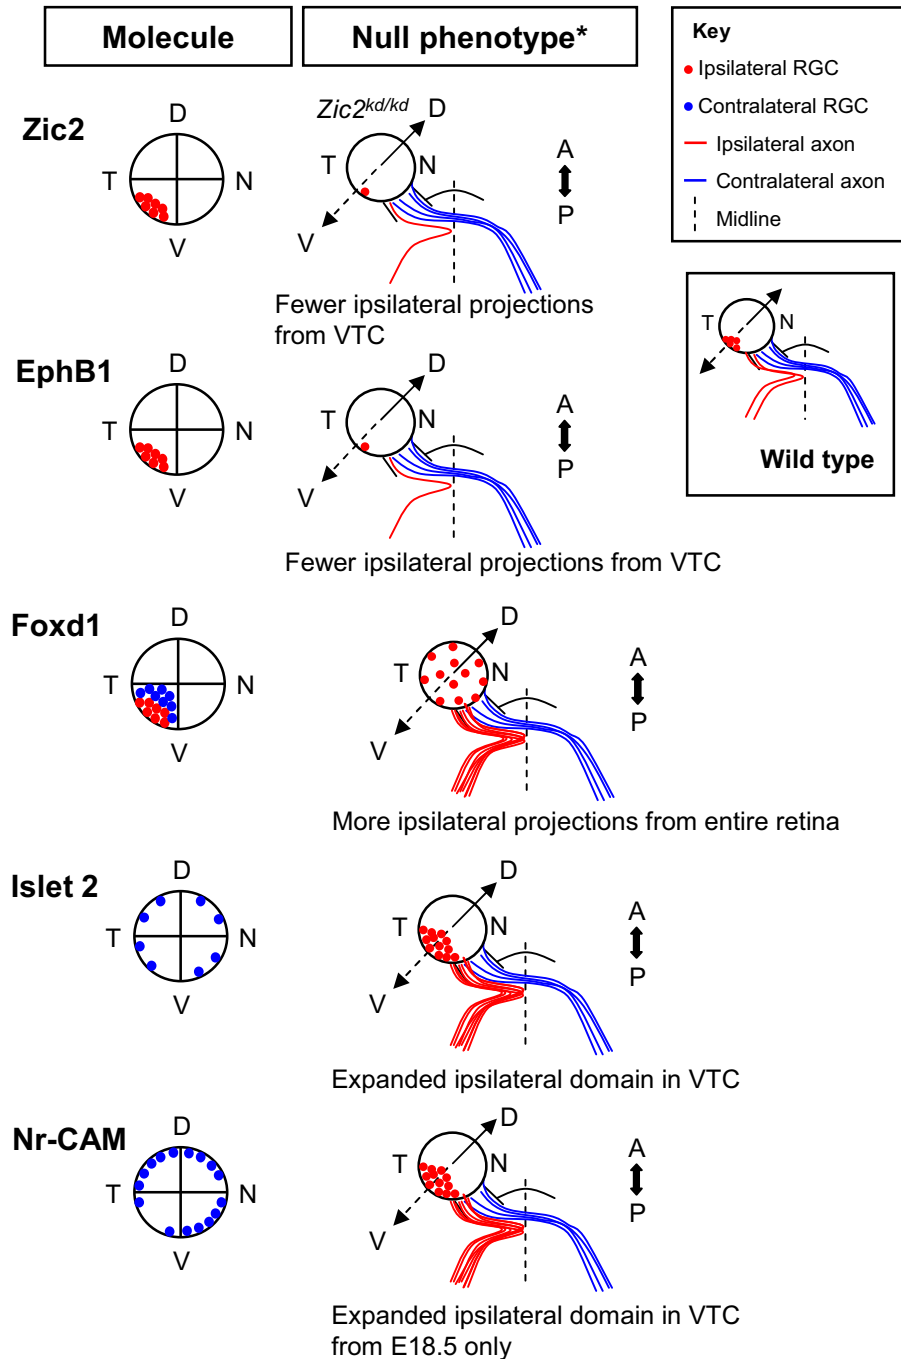 Molecule
Null phenotype*
Key
Ipsilateral RGC
Contralateral RGC
Ipsilateral axon
Contralateral axon
Midline
Zic2
D
T
N
V
Zic2kd/kd
D
T
N
V
A
P
Fewer ipsilateral projections
from VTC
T
N
Wild type
EphB1
D
T
N
V
D
T
N
V
A
P
Fewer ipsilateral projections from VTC
Foxd1
D
T
N
V
D
T
N
V
A
P
More ipsilateral projections from entire retina
Islet 2
D
T
N
V
D
T
N
V
A
P
Expanded ipsilateral domain in VTC
Nr-CAM
D
T
N
V
D
T
N
V
A
P
Expanded ipsilateral domain in VTC
from E18.5 only